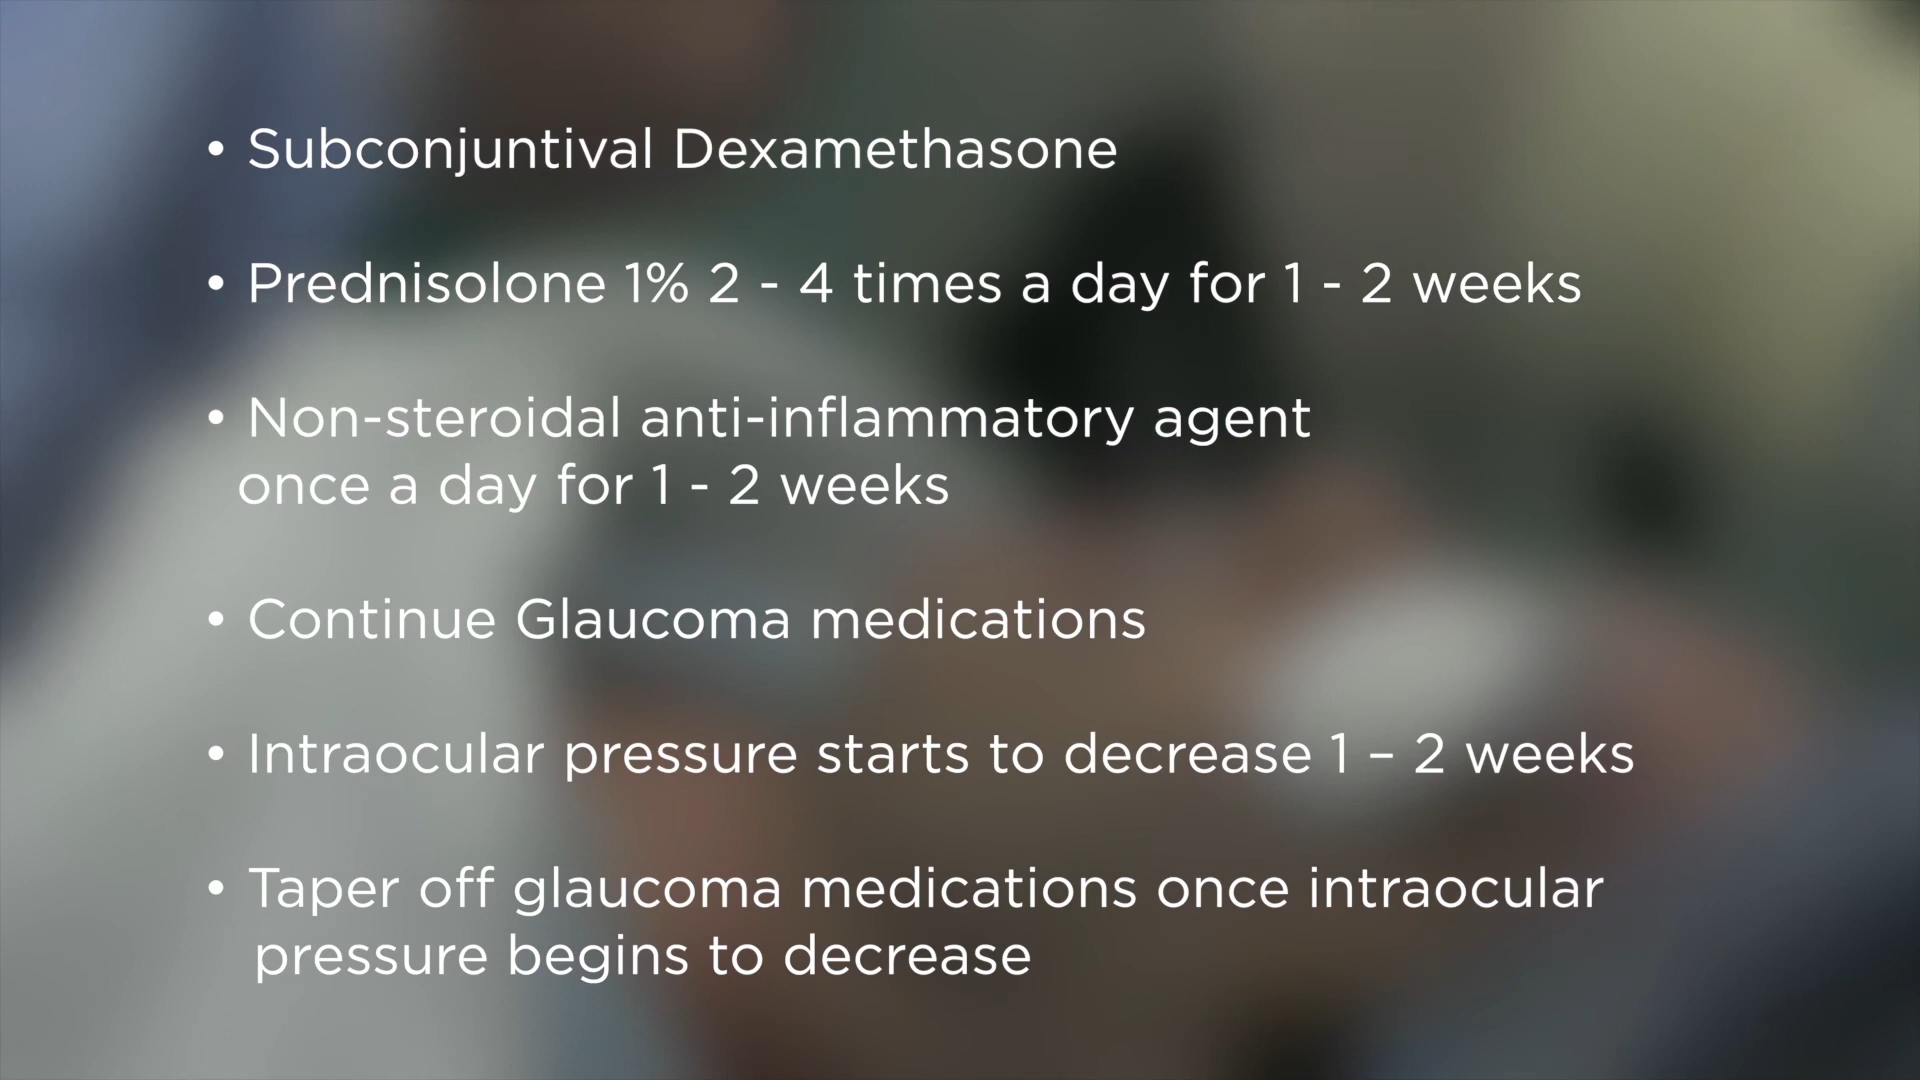 • Subconjuntival Dexamethasone
• Prednisolone 1% 2 - 4 times a day for 1 - 2 weeks
• Non-steroidal anti-inflammatory agent
once a day for 1 - 2 weeks
• Continue Glaucoma medications
• Intraocular pressure starts to decrease 1 – 2 weeks
• Taper off glaucoma medications once intraocular
pressure begins to decrease